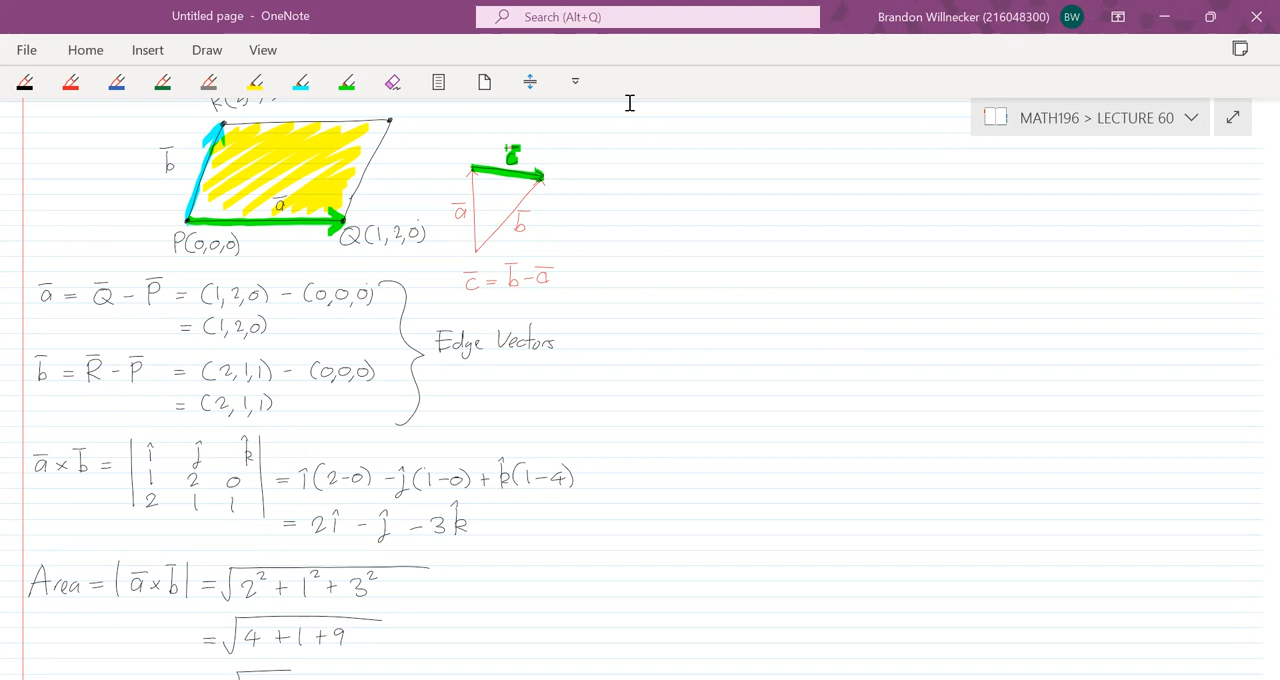 Untitled page - OneNote
Search (Alt+Q)
Brandon Willnecker (216048300)
BW
File Home Insert Draw View
MATH196 > LECTURE 60
b̅
a̅
P(0,0,0)
Q(1,2,0)
a̅
b̅
c̅ = b̅ - a̅
a̅ = Q̅ - P̅ = (1,2,0) - (0,0,0)
= (1,2,0)
Edge Vectors
b̅ = R̅ - P̅ = (2,1,1) - (0,0,0)
= (2,1,1)
a̅ × b̅ = | î ĵ k̂ |
| 1 2 0 | = î(2-0) - ĵ(1-0) + k̂(1-4)
| 2 1 1 |
= 2î - ĵ - 3k̂
Area = |a̅ × b̅| = √(2² + 1² + 3²)
= √(4 + 1 + 9)